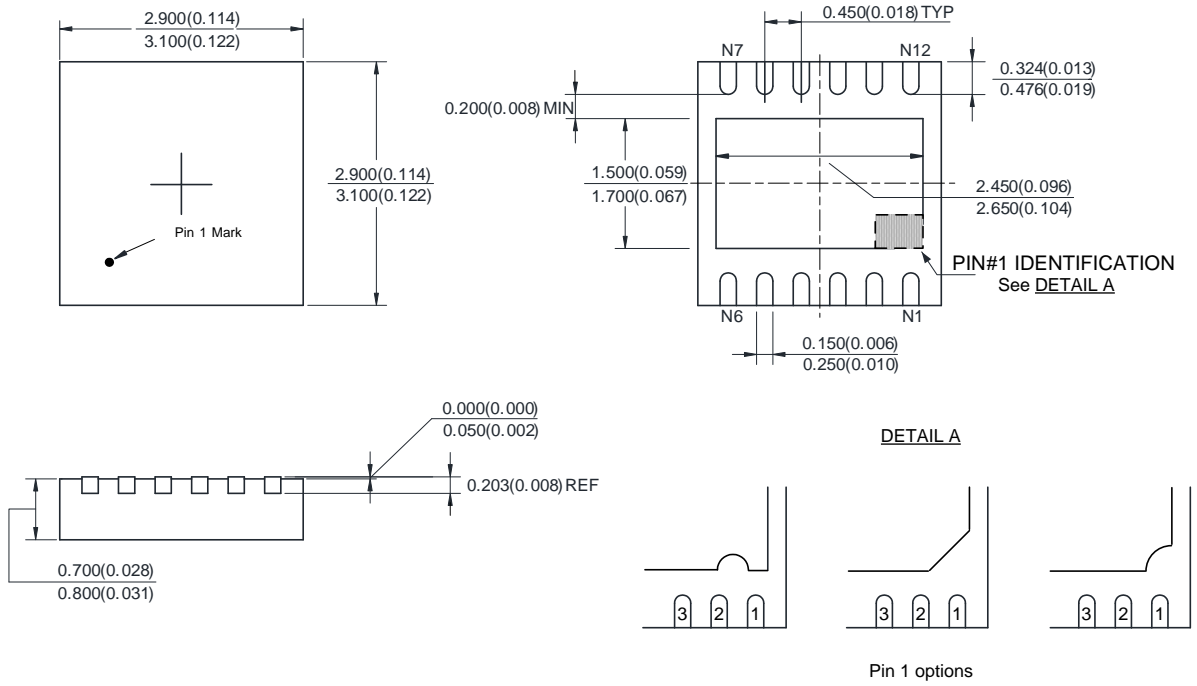 2.900(0.114)
3.100(0.122)
2.900(0.114)
3.100(0.122)
Pin 1 Mark
0.450(0.018) TYP
N7
N12
0.324(0.013)
0.476(0.019)
0.200(0.008) MIN
1.500(0.059)
1.700(0.067)
2.450(0.096)
2.650(0.104)
PIN#1 IDENTIFICATION
See DETAIL A
N6
N1
0.150(0.006)
0.250(0.010)
0.000(0.000)
0.050(0.002)
0.203(0.008) REF
0.700(0.028)
0.800(0.031)
DETAIL A
3 2 1
3 2 1
3 2 1
Pin 1 options